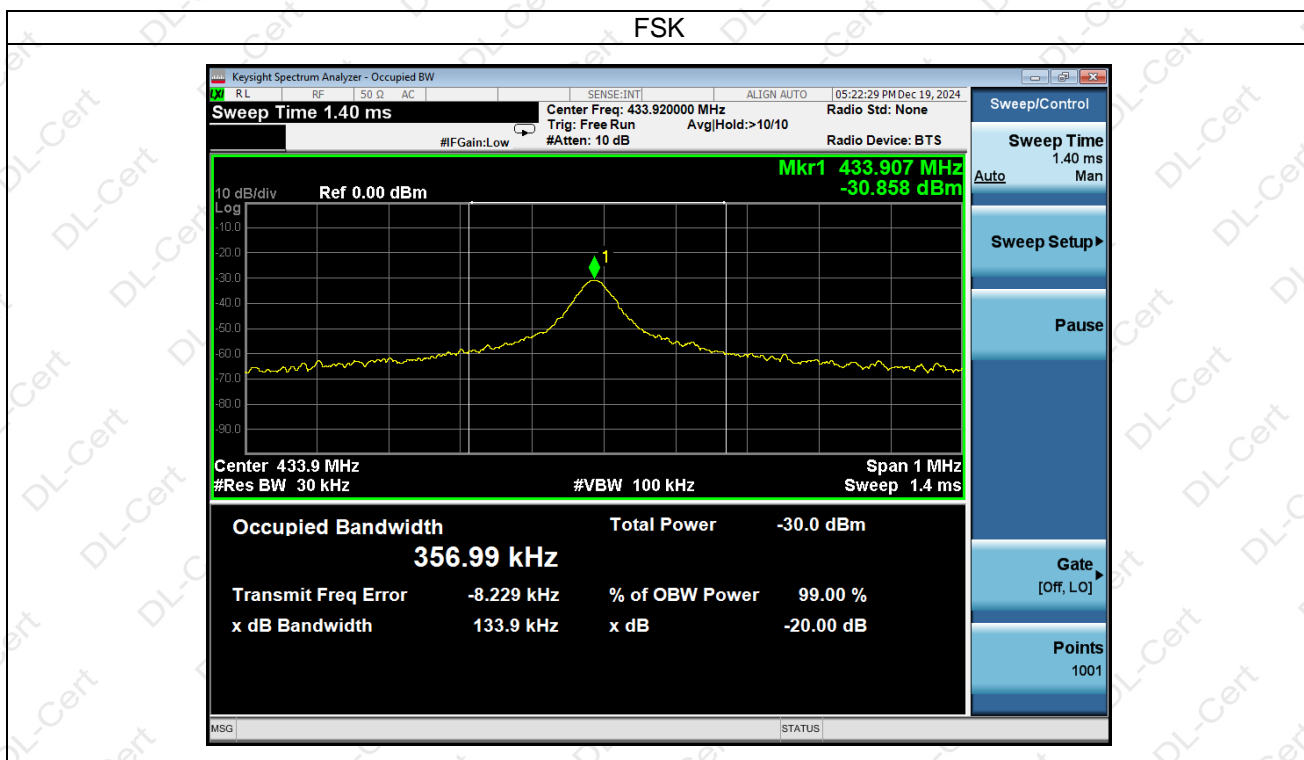 FSK
Keysight Spectrum Analyzer - Occupied BW
LXI RL RF 50 Ω AC SENSE:INT ALIGN AUTO 05:22:29 PM Dec 19, 2024
Sweep Time 1.40 ms
Center Freq: 433.920000 MHz
Radio Std: None
Trig: Free Run Avg|Hold:>10/10
#IFGain:Low #Atten: 10 dB Radio Device: BTS
Mkr1 433.907 MHz
-30.858 dBm
10 dB/div Ref 0.00 dBm
Log
-10.0
-20.0
-30.0
-40.0
-50.0
-60.0
-70.0
-80.0
-90.0
1
Center 433.9 MHz Span 1 MHz
#Res BW 30 kHz #VBW 100 kHz Sweep 1.4 ms
Occupied Bandwidth Total Power -30.0 dBm
356.99 kHz
Transmit Freq Error -8.229 kHz % of OBW Power 99.00 %
x dB Bandwidth 133.9 kHz x dB -20.00 dB
MSG STATUS
Sweep/Control
Sweep Time
1.40 ms
Auto Man
Sweep Setup
Pause
Gate
[Off, LO]
Points
1001
DL-Cert